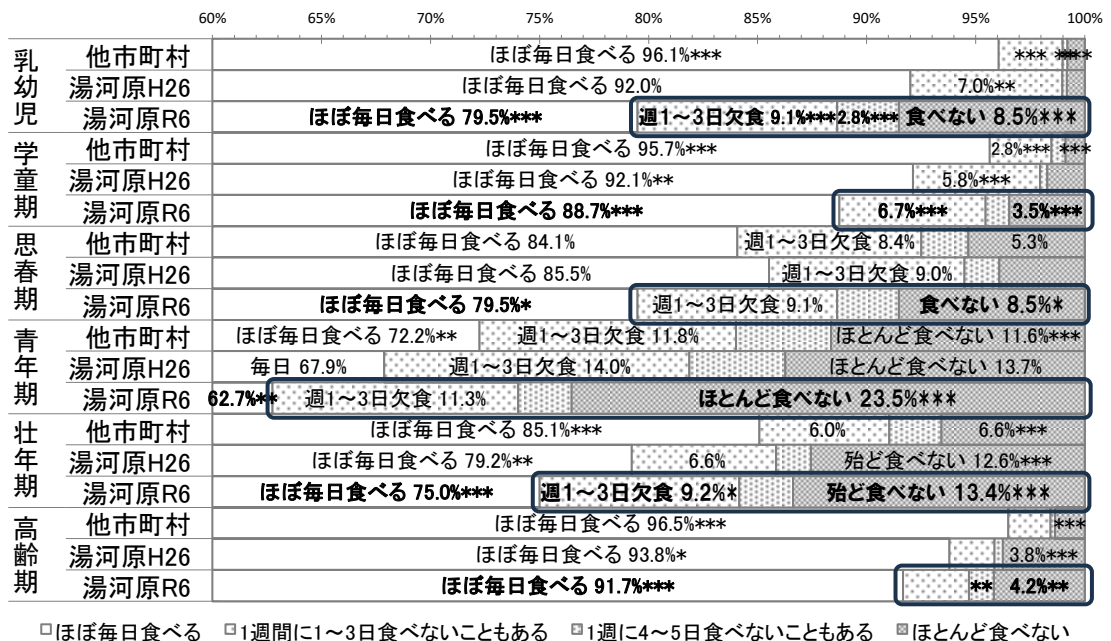 60% 65% 70% 75% 80% 85% 90% 95% 100%
乳幼児
他市町村 ほぼ毎日食べる 96.1%*** ***
湯河原H26 ほぼ毎日食べる 92.0% 7.0%**
湯河原R6 ほぼ毎日食べる 79.5%*** 週1～3日欠食 9.1%*** 2.8%*** 食べない 8.5%***
学童期
他市町村 ほぼ毎日食べる 95.7%*** 2.8%*** ***
湯河原H26 ほぼ毎日食べる 92.1%** 5.8%***
湯河原R6 ほぼ毎日食べる 88.7%*** 6.7%*** 3.5%***
思春期
他市町村 ほぼ毎日食べる 84.1% 週1～3日欠食 8.4% 5.3%
湯河原H26 ほぼ毎日食べる 85.5% 週1～3日欠食 9.0%
湯河原R6 ほぼ毎日食べる 79.5%* 週1～3日欠食 9.1% 食べない 8.5%*
青年期
他市町村 ほぼ毎日食べる 72.2%** 週1～3日欠食 11.8% ほとんど食べない 11.6%***
湯河原H26 毎日 67.9% 週1～3日欠食 14.0% ほとんど食べない 13.7%
湯河原R6 62.7%** 週1～3日欠食 11.3% ほとんど食べない 23.5%***
壮年期
他市町村 ほぼ毎日食べる 85.1%*** 6.0% 6.6%***
湯河原H26 ほぼ毎日食べる 79.2%** 6.6% 殆ど食べない 12.6%***
湯河原R6 ほぼ毎日食べる 75.0%*** 週1～3日欠食 9.2%* 殆ど食べない 13.4%***
高齢期
他市町村 ほぼ毎日食べる 96.5%*** ***
湯河原H26 ほぼ毎日食べる 93.8%* 3.8%***
湯河原R6 ほぼ毎日食べる 91.7%*** ** 4.2%**
ほぼ毎日食べる 1週間に1～3日食べないこともある 1週に4～5日食べないこともある ほとんど食べない